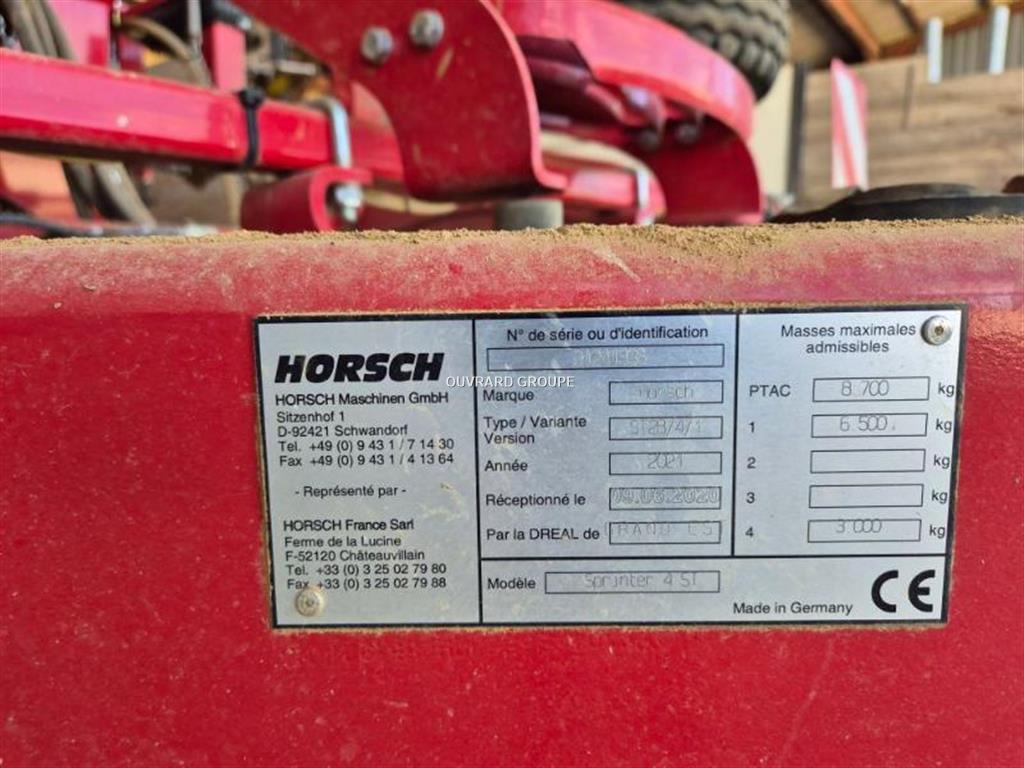 HORSCH
HORSCH Maschinen GmbH
Sitzenhof 1
D-92421 Schwandorf
Tel. +49 (0) 9 43 1 / 7 14 30
Fax +49 (0) 9 43 1 / 4 13 64
- Représenté par -
HORSCH France Sarl
Ferme de la Lucine
F-52120 Châteauvillain
Tel. +33 (0) 3 25 02 79 80
Fax +33 (0) 3 25 02 79 88
N° de série ou d'identification
Marque horsch
Type / Variante
Version
Année 2021
Réceptionné le 09.06.2020
Par la DREAL de
Modèle Sprinter 4 ST
Masses maximales
admissibles
PTAC 8 700 kg
1 6 500 kg
2 kg
3 kg
4 3 000 kg
Made in Germany CE
OUVRARD GROUPE